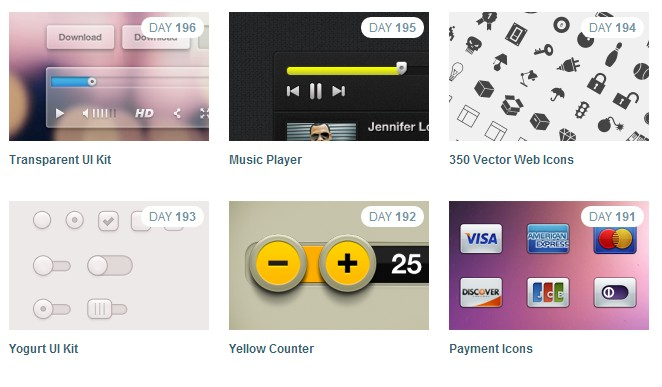 DAY 196
Download
Download
HD
Transparent UI Kit
DAY 195
Jennifer Lo
Music Player
DAY 194
350 Vector Web Icons
DAY 193
Yogurt UI Kit
DAY 192
25
Yellow Counter
DAY 191
VISA
AMERICAN EXPRESS
MasterCard
DISCOVER
JCB
Payment Icons